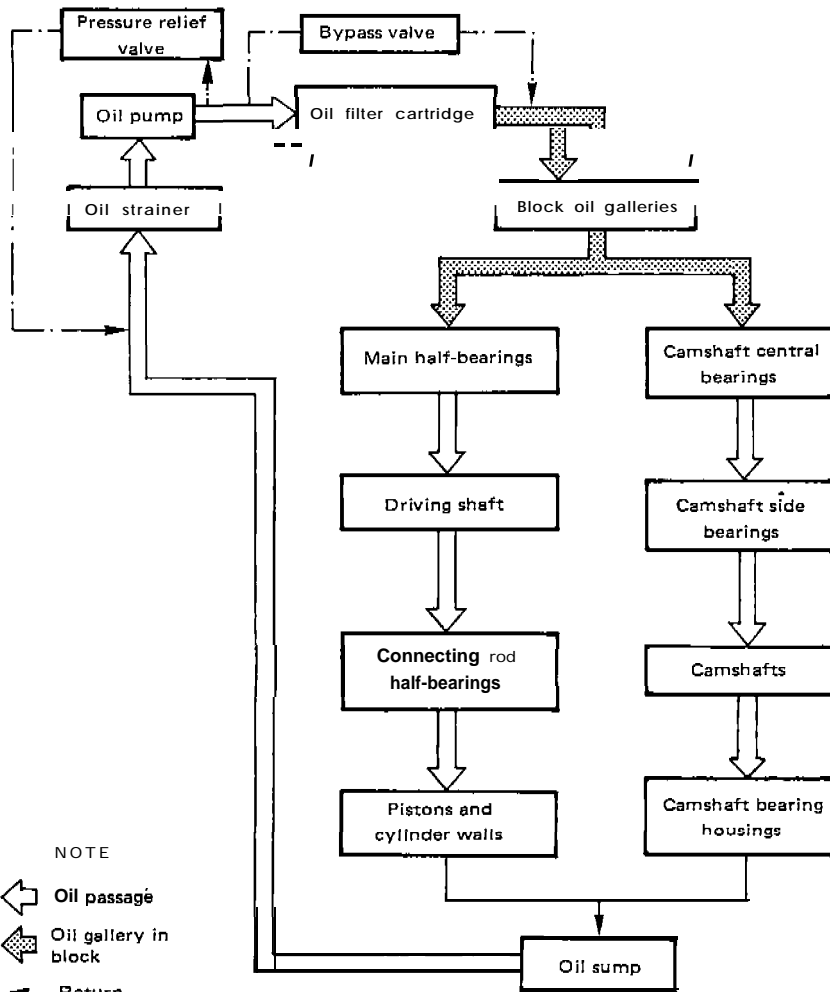 Pressure relief
valve
Bypass valve
Oil pump
Oil filter cartridge
Oil strainer
Block oil galleries
Main half-bearings
Camshaft central
bearings
Driving shaft
Camshaft side
bearings
Connecting rod
half-bearings
Camshafts
Pistons and
cylinder walls
Camshaft bearing
housings
NOTE
Oil passage
Oil gallery in
block
Return
Oil sump